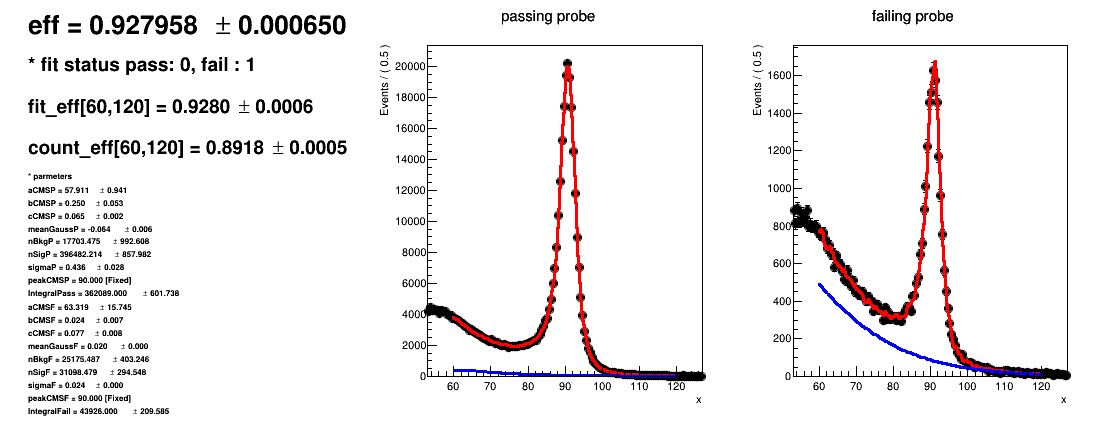 eff = 0.927958 ± 0.000650
* fit status pass: 0, fail : 1
fit_eff[60,120] = 0.9280 ± 0.0006
count_eff[60,120] = 0.8918 ± 0.0005
* parmeters
aCMSP = 57.911 ± 0.941
bCMSP = 0.250 ± 0.053
cCMSP = 0.065 ± 0.002
meanGaussP = -0.064 ± 0.006
nBkgP = 17703.475 ± 992.608
nSigP = 396482.214 ± 857.982
sigmaP = 0.436 ± 0.028
peakCMSP = 90.000 [Fixed]
IntegralPass = 362089.000 ± 601.738
aCMSF = 63.319 ± 15.745
bCMSF = 0.024 ± 0.007
cCMSF = 0.077 ± 0.008
meanGaussF = 0.020 ± 0.000
nBkgF = 25175.487 ± 403.246
nSigF = 31098.479 ± 294.548
sigmaF = 0.024 ± 0.000
peakCMSF = 90.000 [Fixed]
IntegralFail = 43926.000 ± 209.585
passing probe
Events / ( 0.5 )
20000
18000
16000
14000
12000
10000
8000
6000
4000
2000
0
60 70 80 90 100 110 120
x
failing probe
Events / ( 0.5 )
1600
1400
1200
1000
800
600
400
200
0
60 70 80 90 100 110 120
x